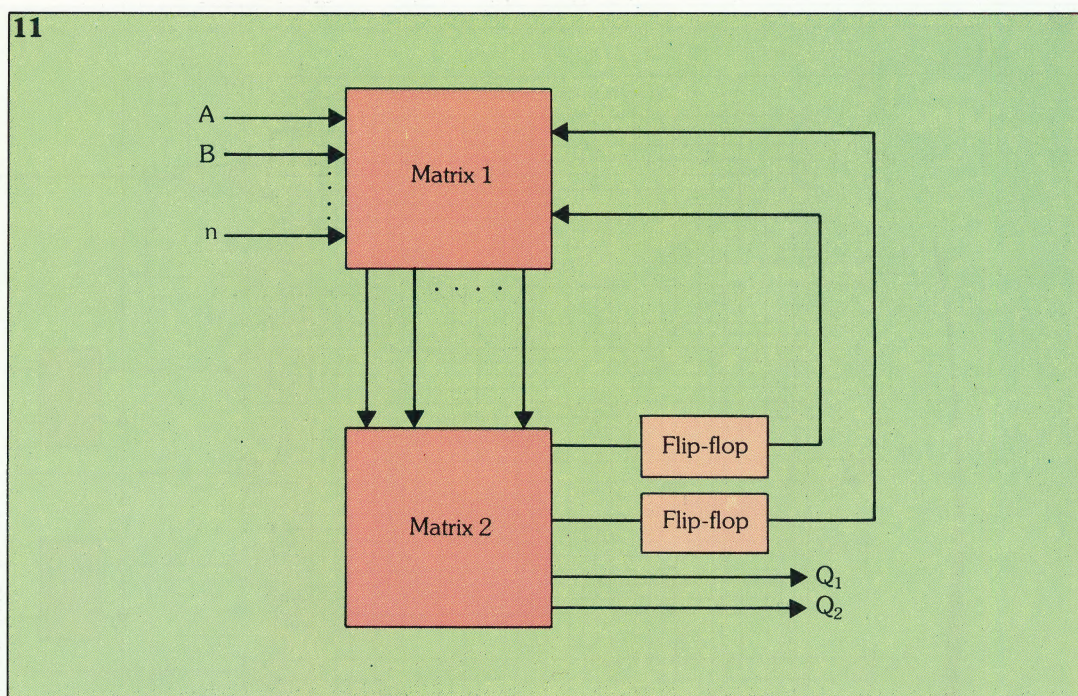 11
A
B
n
Matrix 1
Matrix 2
Flip-flop
Flip-flop
Q₁
Q₂